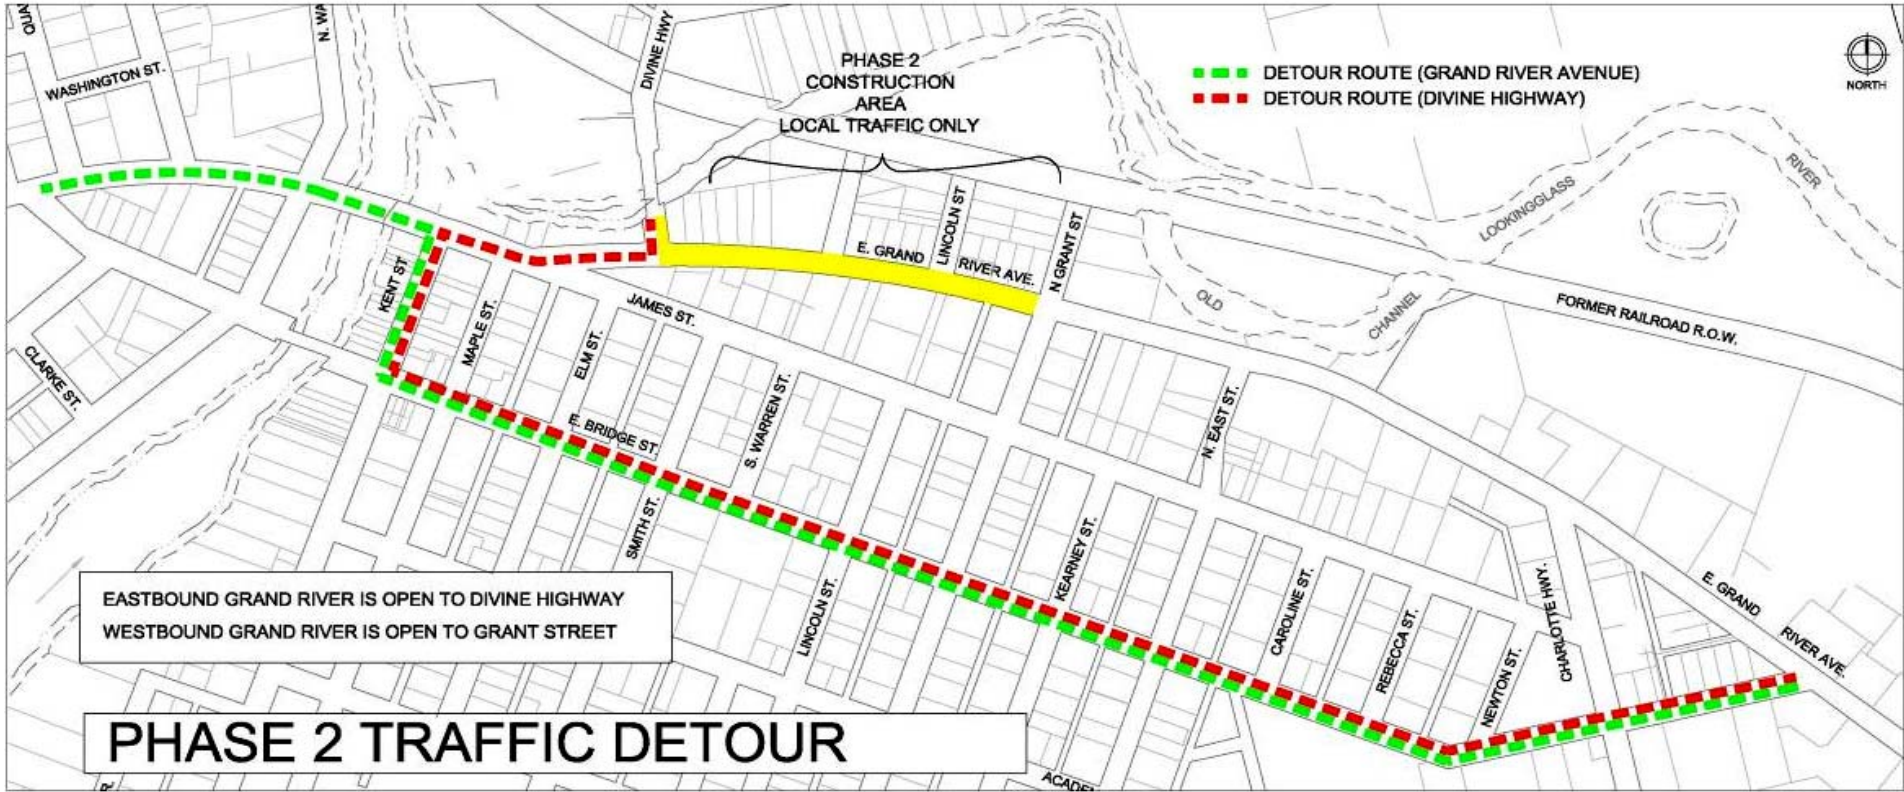 QUA
N. WA
WASHINGTON ST.
DIVINE HWY
PHASE 2
CONSTRUCTION
AREA
LOCAL TRAFFIC ONLY
DETOUR ROUTE (GRAND RIVER AVENUE)
DETOUR ROUTE (DIVINE HIGHWAY)
NORTH
RIVER
LOOKINGGLASS
LINCOLN ST
N GRANT ST
E. GRAND
RIVER AVE.
OLD
CHANNEL
FORMER RAILROAD R.O.W.
KENT ST
JAMES ST.
MAPLE ST.
ELM ST.
CLARKE ST.
E. BRIDGE ST.
S. WARREN ST.
N. EAST ST.
SMITH ST.
LINCOLN ST.
KEARNEY ST.
CAROLINE ST.
REBECCA ST.
NEWTON ST.
CHARLOTTE HWY.
E. GRAND
RIVER AVE.
EASTBOUND GRAND RIVER IS OPEN TO DIVINE HIGHWAY
WESTBOUND GRAND RIVER IS OPEN TO GRANT STREET
PHASE 2 TRAFFIC DETOUR
R.
ACADEM